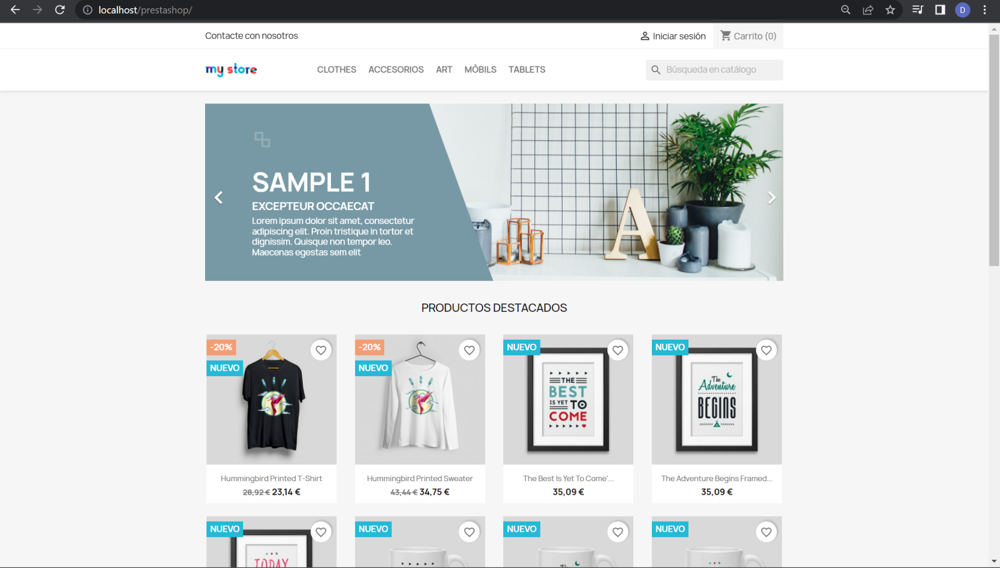 localhost/prestashop/
D
Contacte con nosotros
Iniciar sesión
Carrito (0)
my store
CLOTHES
ACCESORIOS
ART
MÒBILS
TABLETS
Búsqueda en catálogo
SAMPLE 1
EXCEPTEUR OCCAECAT
Lorem ipsum dolor sit amet, consectetur
adipiscing elit. Proin tristique in tortor et
dignissim. Quisque non tempor leo.
Maecenas egestas sem elit
A
PRODUCTOS DESTACADOS
-20%
NUEVO
Hummingbird Printed T-Shirt
28,92 € 23,14 €
-20%
NUEVO
Hummingbird Printed Sweater
43,44 € 34,75 €
NUEVO
THE
BEST
IS YET TO
COME
The Best Is Yet To Come'...
35,09 €
NUEVO
The
Adventure
BEGINS
The Adventure Begins Framed...
35,09 €
NUEVO
TODAY
NUEVO
NUEVO
The
NUEVO